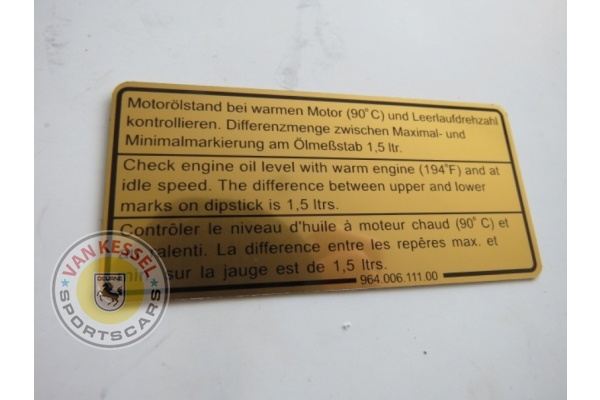 Motorölstand bei warmen Motor (90°C) und Leerlaufdrehzahl
kontrollieren. Differenzmenge zwischen Maximal- und
Minimalmarkierung am Ölmeßstab 1,5 ltr.
Check engine oil level with warm engine (194°F) and at
idle speed. The difference between upper and lower
marks on dipstick is 1,5 ltrs.
Contrôler le niveau d'huile à moteur chaud (90°C) et
alenti. La difference entre les repères max. et
sur la jauge est de 1,5 ltrs.
964.006.111.00
VAN KESSEL
DEURNE
SPORTSCARS